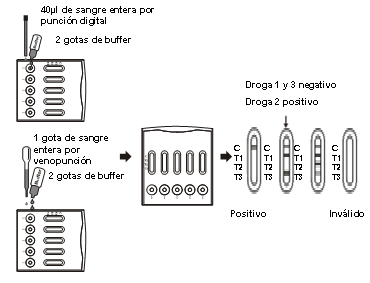 40µl de sangre entera por
punción digital
2 gotas de buffer
Droga 1 y 3 negativo
Droga 2 positivo
1 gota de sangre
entera por
venopunción
2 gotas de buffer
C C C C
T1 T1 T1 T1
T2 T2 T2 T2
T3 T3 T3 T3
Positivo Inválido